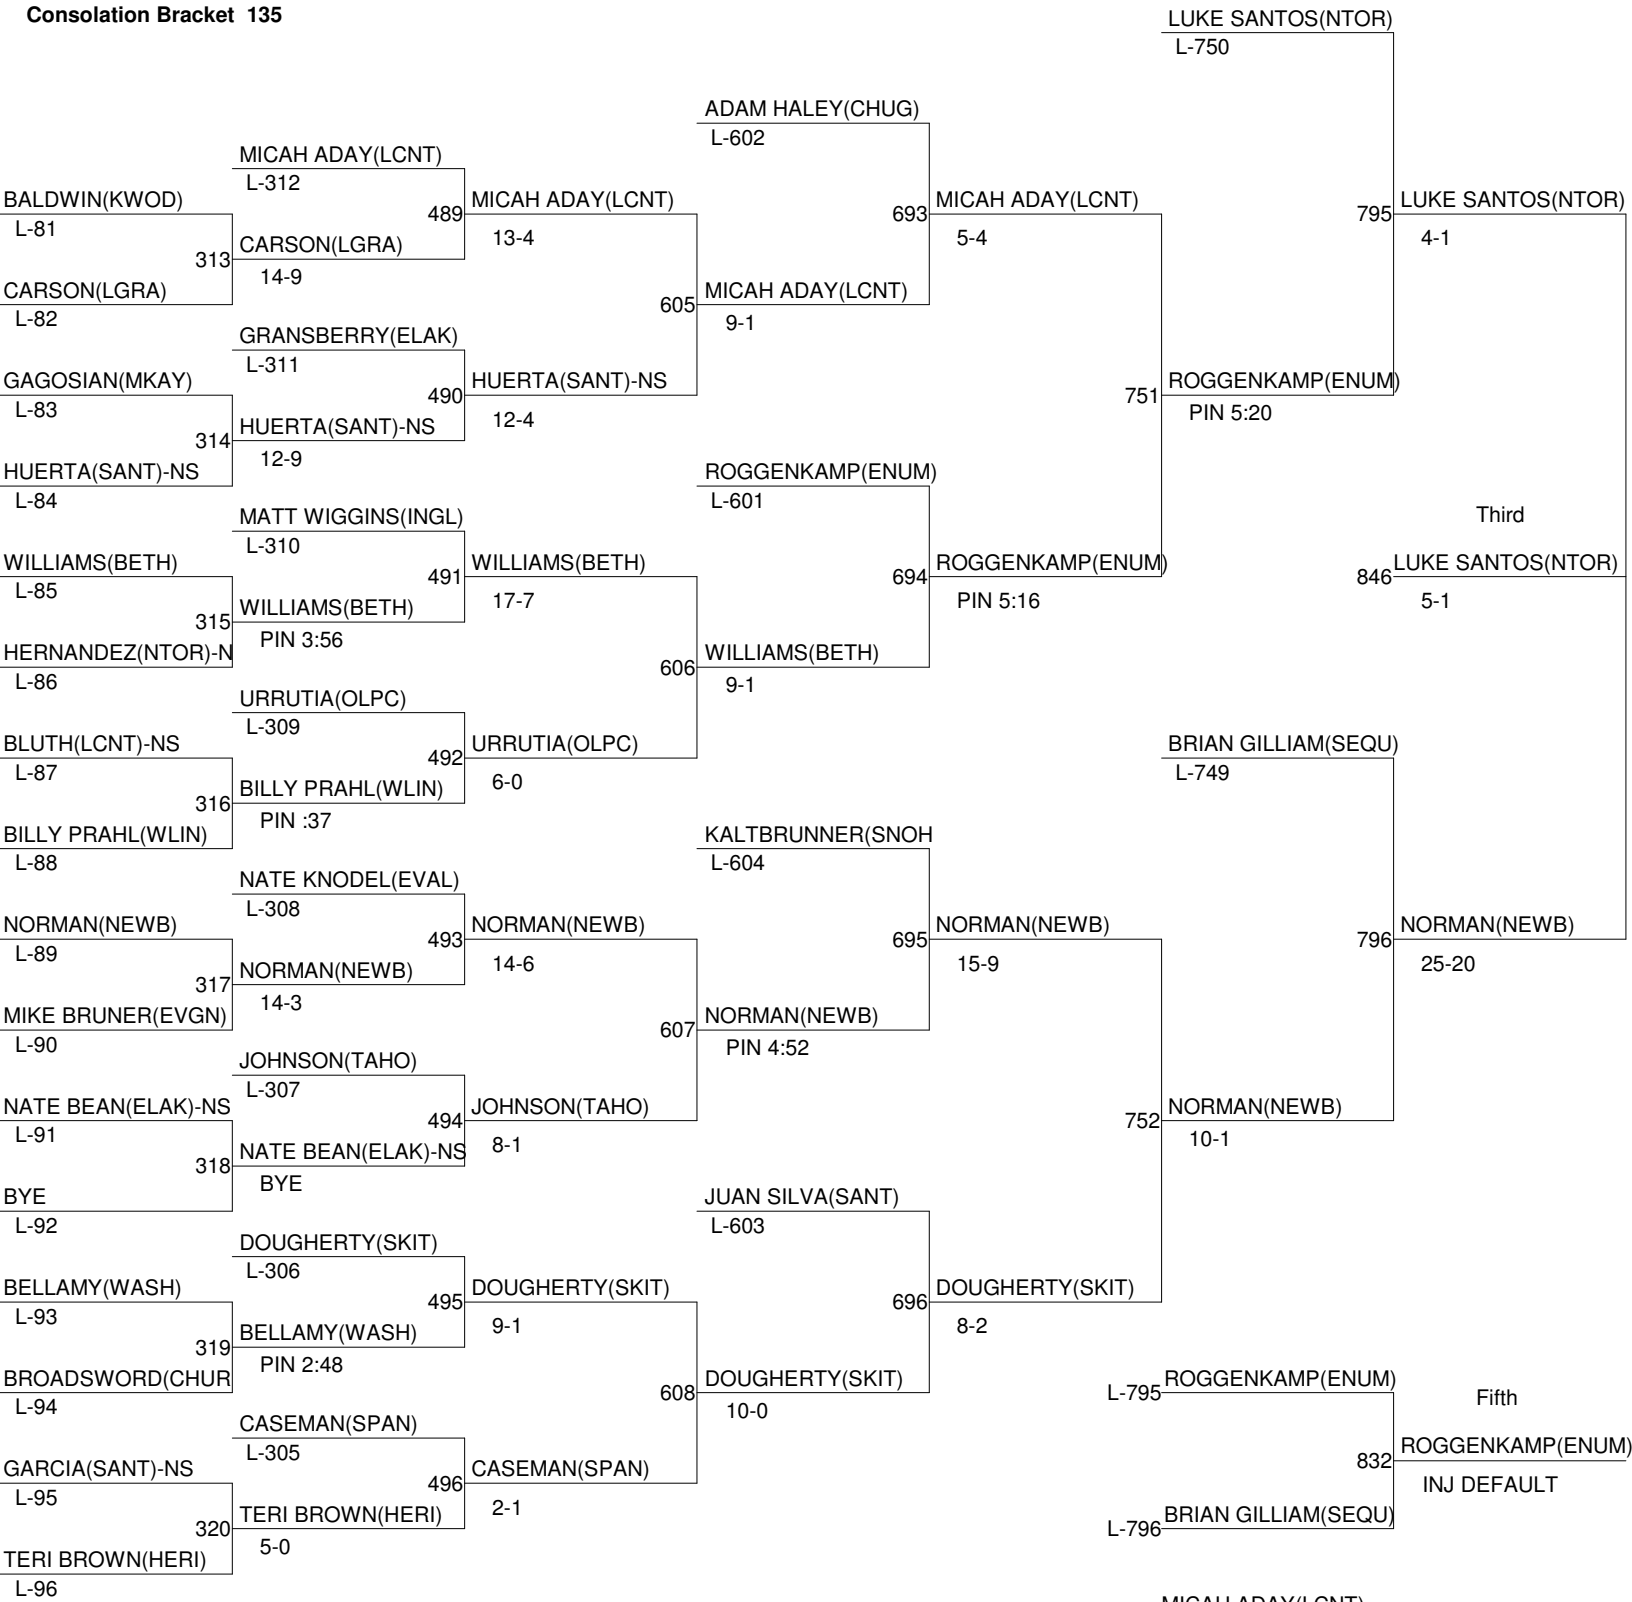 Consolation Bracket 135
LUKE SANTOS(NTOR)
L-750
ADAM HALEY(CHUG)
L-602
MICAH ADAY(LCNT)
L-312
BALDWIN(KWOD)
L-81
489
MICAH ADAY(LCNT)
13-4
693
MICAH ADAY(LCNT)
5-4
795
LUKE SANTOS(NTOR)
4-1
313
CARSON(LGRA)
14-9
CARSON(LGRA)
L-82
605
MICAH ADAY(LCNT)
9-1
GRANSBERRY(ELAK)
L-311
GAGOSIAN(MKAY)
L-83
490
HUERTA(SANT)-NS
12-4
751
ROGGENKAMP(ENUM)
PIN 5:20
314
HUERTA(SANT)-NS
12-9
HUERTA(SANT)-NS
L-84
ROGGENKAMP(ENUM)
L-601
MATT WIGGINS(INGL)
L-310
Third
WILLIAMS(BETH)
L-85
491
WILLIAMS(BETH)
17-7
694
ROGGENKAMP(ENUM)
PIN 5:16
846
LUKE SANTOS(NTOR)
5-1
315
WILLIAMS(BETH)
PIN 3:56
HERNANDEZ(NTOR)-N
L-86
606
WILLIAMS(BETH)
9-1
URRUTIA(OLPC)
L-309
BLUTH(LCNT)-NS
L-87
492
URRUTIA(OLPC)
6-0
BRIAN GILLIAM(SEQU)
L-749
316
BILLY PRAHL(WLIN)
PIN :37
BILLY PRAHL(WLIN)
L-88
KALTBRUNNER(SNOH
L-604
NATE KNODEL(EVAL)
L-308
NORMAN(NEWB)
L-89
493
NORMAN(NEWB)
14-6
695
NORMAN(NEWB)
15-9
796
NORMAN(NEWB)
25-20
317
NORMAN(NEWB)
14-3
MIKE BRUNER(EVGN)
L-90
607
NORMAN(NEWB)
PIN 4:52
JOHNSON(TAHO)
L-307
NATE BEAN(ELAK)-NS
L-91
494
JOHNSON(TAHO)
8-1
752
NORMAN(NEWB)
10-1
318
NATE BEAN(ELAK)-NS
BYE
BYE
L-92
JUAN SILVA(SANT)
L-603
DOUGHERTY(SKIT)
L-306
BELLAMY(WASH)
L-93
495
DOUGHERTY(SKIT)
9-1
696
DOUGHERTY(SKIT)
8-2
319
BELLAMY(WASH)
PIN 2:48
BROADSWORD(CHUR
L-94
608
DOUGHERTY(SKIT)
10-0
L-795
ROGGENKAMP(ENUM)
Fifth
CASEMAN(SPAN)
L-305
832
ROGGENKAMP(ENUM)
INJ DEFAULT
GARCIA(SANT)-NS
L-95
496
CASEMAN(SPAN)
2-1
320
TERI BROWN(HERI)
5-0
L-796
BRIAN GILLIAM(SEQU)
TERI BROWN(HERI)
L-96
MICAH ADAY(LCNT)